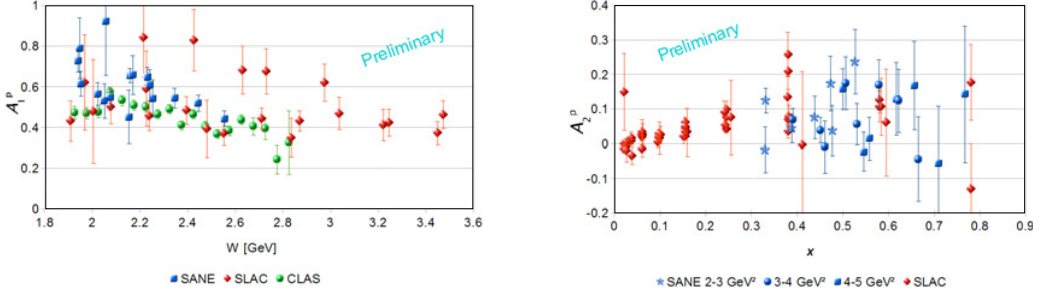 1
0.8
0.6
0.4
0.2
0
A₁ᵖ
Preliminary
1.8 2 2.2 2.4 2.6 2.8 3 3.2 3.4 3.6
W [GeV]
SANE SLAC CLAS
0.4
0.3
0.2
0.1
0
-0.1
-0.2
A₂ᵖ
Preliminary
0 0.1 0.2 0.3 0.4 0.5 0.6 0.7 0.8 0.9
x
SANE 2-3 GeV² 3-4 GeV² 4-5 GeV² SLAC